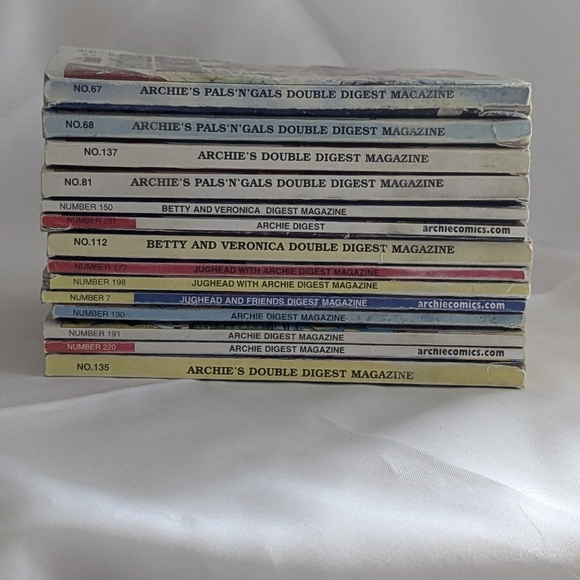 NO.67 ARCHIE'S PALS'N'GALS DOUBLE DIGEST MAGAZINE
NO.68 ARCHIE'S PALS'N'GALS DOUBLE DIGEST MAGAZINE
NO.137 ARCHIE'S DOUBLE DIGEST MAGAZINE
NO.81 ARCHIE'S PALS'N'GALS DOUBLE DIGEST MAGAZINE
NUMBER 150 BETTY AND VERONICA DIGEST MAGAZINE
NUMBER 231 ARCHIE DIGEST archiecomics.com
NO.112 BETTY AND VERONICA DOUBLE DIGEST MAGAZINE
NUMBER 177 JUGHEAD WITH ARCHIE DIGEST MAGAZINE
NUMBER 198 JUGHEAD WITH ARCHIE DIGEST MAGAZINE
NUMBER 7 JUGHEAD AND FRIENDS DIGEST MAGAZINE archiecomics.com
NUMBER 190 ARCHIE DIGEST MAGAZINE
NUMBER 191 ARCHIE DIGEST MAGAZINE
NUMBER 220 ARCHIE DIGEST MAGAZINE archiecomics.com
NO.135 ARCHIE'S DOUBLE DIGEST MAGAZINE